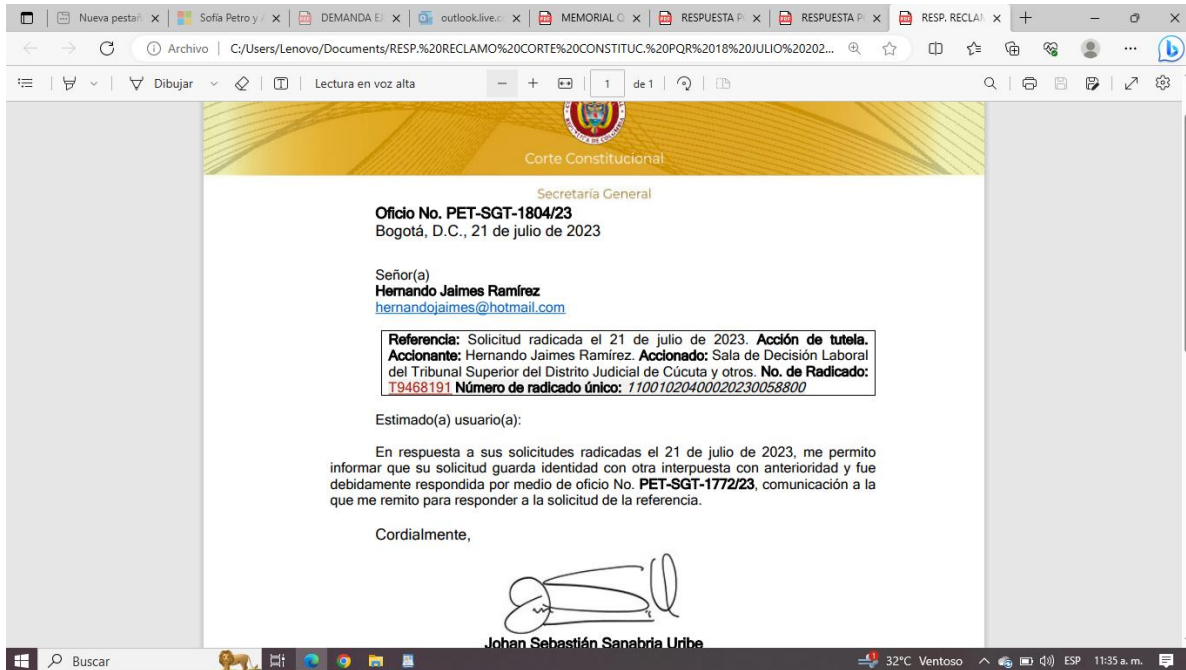 Nueva pestañ
Sofía Petro y
DEMANDA E
outlook.live.c
MEMORIAL
RESPUESTA P
RESPUESTA P
RESP. RECLA
Archivo
C:/Users/Lenovo/Documents/RESP.%20RECLAMO%20CORTE%20CONSTITUC.%20PQR%2018%20JULIO%20202...
Dibujar
Lectura en voz alta
1
de 1
Corte Constitucional
Secretaría General
Oficio No. PET-SGT-1804/23
Bogotá, D.C., 21 de julio de 2023
Señor(a)
Hernando Jaimes Ramírez
hernandojaimes@hotmail.com
Referencia: Solicitud radicada el 21 de julio de 2023. Acción de tutela.
Accionante: Hernando Jaimes Ramírez. Accionado: Sala de Decisión Laboral
del Tribunal Superior del Distrito Judicial de Cúcuta y otros. No. de Radicado:
T9468191 Número de radicado único: 11001020400020230058800
Estimado(a) usuario(a):
En respuesta a sus solicitudes radicadas el 21 de julio de 2023, me permito
informar que su solicitud guarda identidad con otra interpuesta con anterioridad y fue
debidamente respondida por medio de oficio No. PET-SGT-1772/23, comunicación a la
que me remito para responder a la solicitud de la referencia.
Cordialmente,
Johan Sebastián Sanabria Uribe
Buscar
32°C Ventoso
ESP
11:35 a. m.